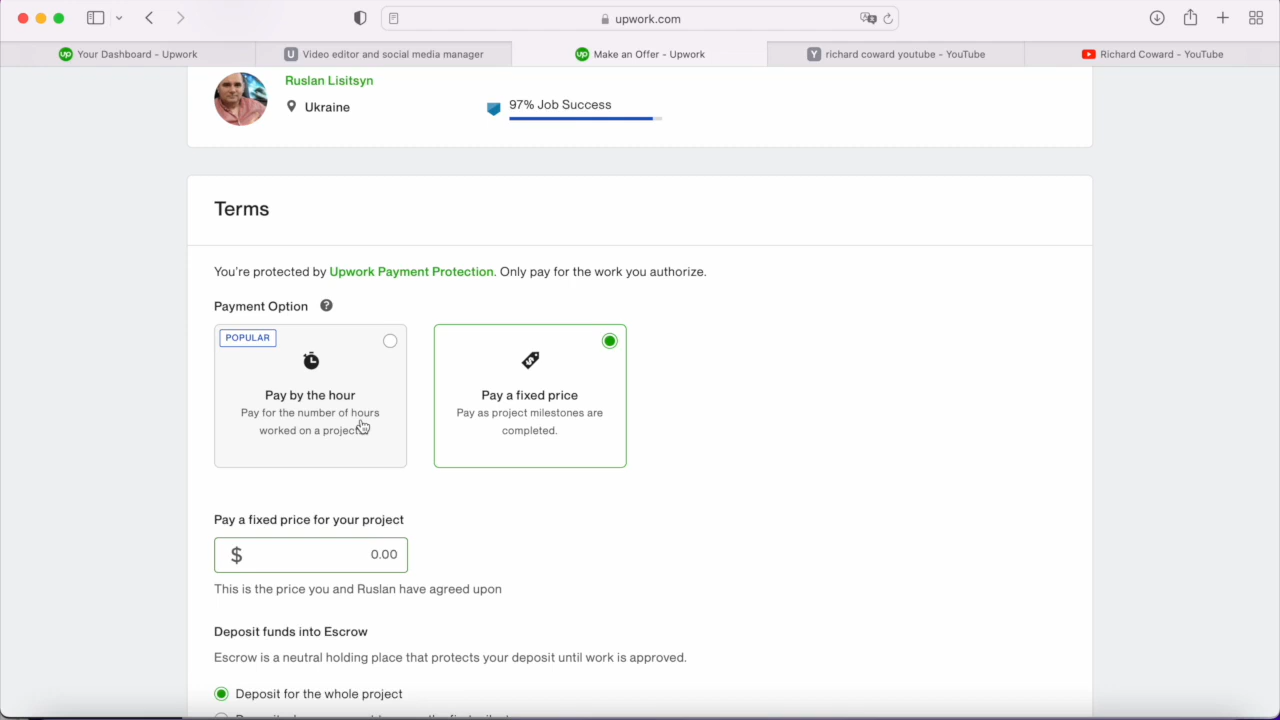 upwork.com
up Your Dashboard - Upwork
U Video editor and social media manager
up Make an Offer - Upwork
Y richard coward youtube - YouTube
Richard Coward - YouTube
Ruslan Lisitsyn
Ukraine
97% Job Success
Terms
You're protected by Upwork Payment Protection. Only pay for the work you authorize.
Payment Option ?
POPULAR
Pay by the hour
Pay for the number of hours
worked on a project.
Pay a fixed price
Pay as project milestones are
completed.
Pay a fixed price for your project
$ 0.00
This is the price you and Ruslan have agreed upon
Deposit funds into Escrow
Escrow is a neutral holding place that protects your deposit until work is approved.
Deposit for the whole project